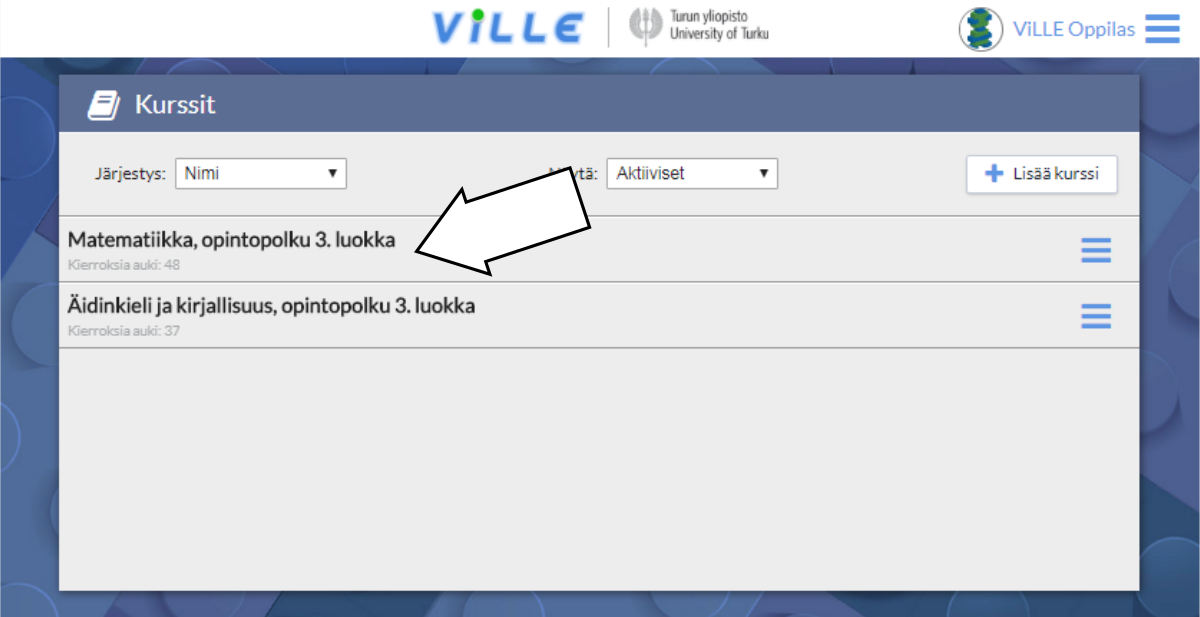 ViLLE
Turun yliopisto
University of Turku
ViLLE Oppilas
Kurssit
Järjestys: Nimi
Aktiiviset
Lisää kurssi
Matematiikka, opintopolku 3. luokka
Kierroksia auki: 48
Äidinkieli ja kirjallisuus, opintopolku 3. luokka
Kierroksia auki: 37